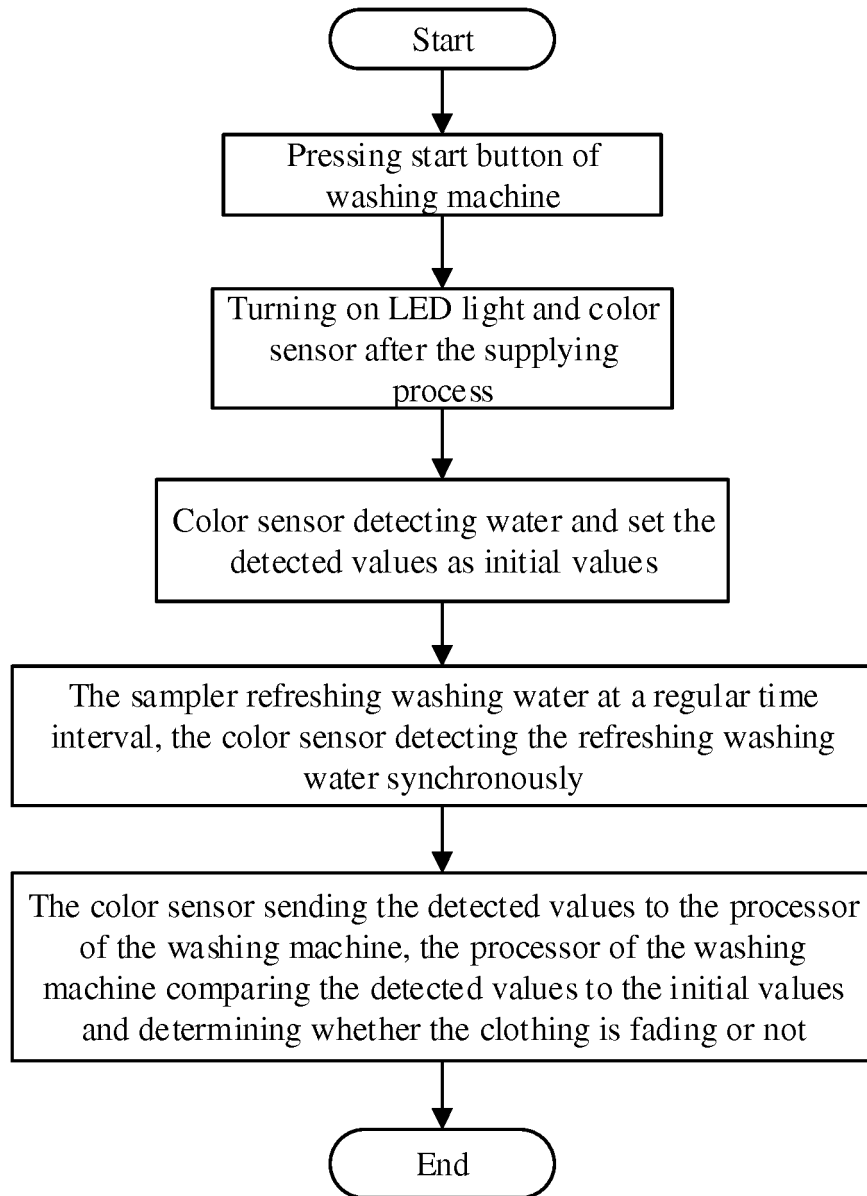 Start
Pressing start button of
washing machine
Turning on LED light and color
sensor after the supplying
process
Color sensor detecting water and set the
detected values as initial values
The sampler refreshing washing water at a regular time
interval, the color sensor detecting the refreshing washing
water synchronously
The color sensor sending the detected values to the processor
of the washing machine, the processor of the washing
machine comparing the detected values to the initial values
and determining whether the clothing is fading or not
End